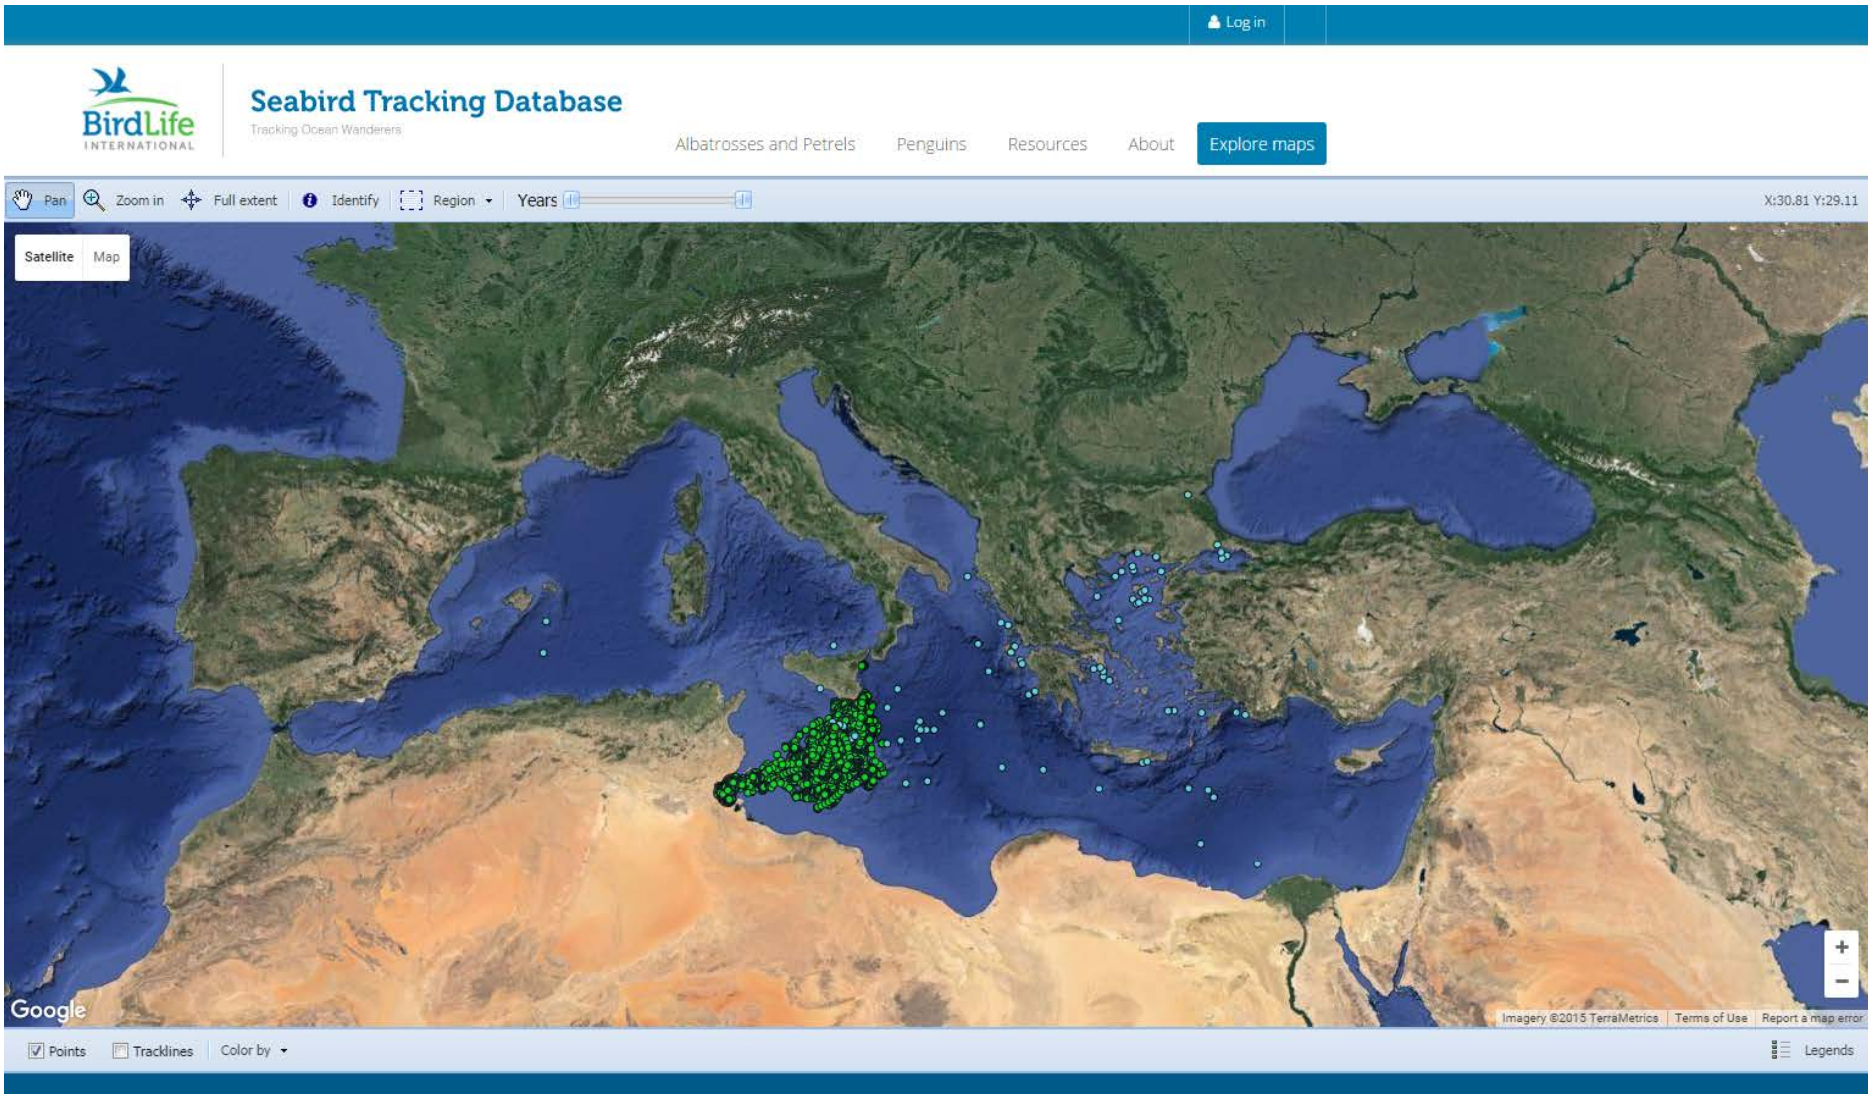 Log in
BirdLife
INTERNATIONAL
Seabird Tracking Database
Tracking Ocean Wanderers
Albatrosses and Petrels Penguins Resources About Explore maps
Pan Zoom in Full extent Identify Region Years X:30.81 Y:29.11
Satellite Map
+
−
Google
Imagery ©2015 TerraMetrics Terms of Use Report a map error
Points Tracklines Color by Legends